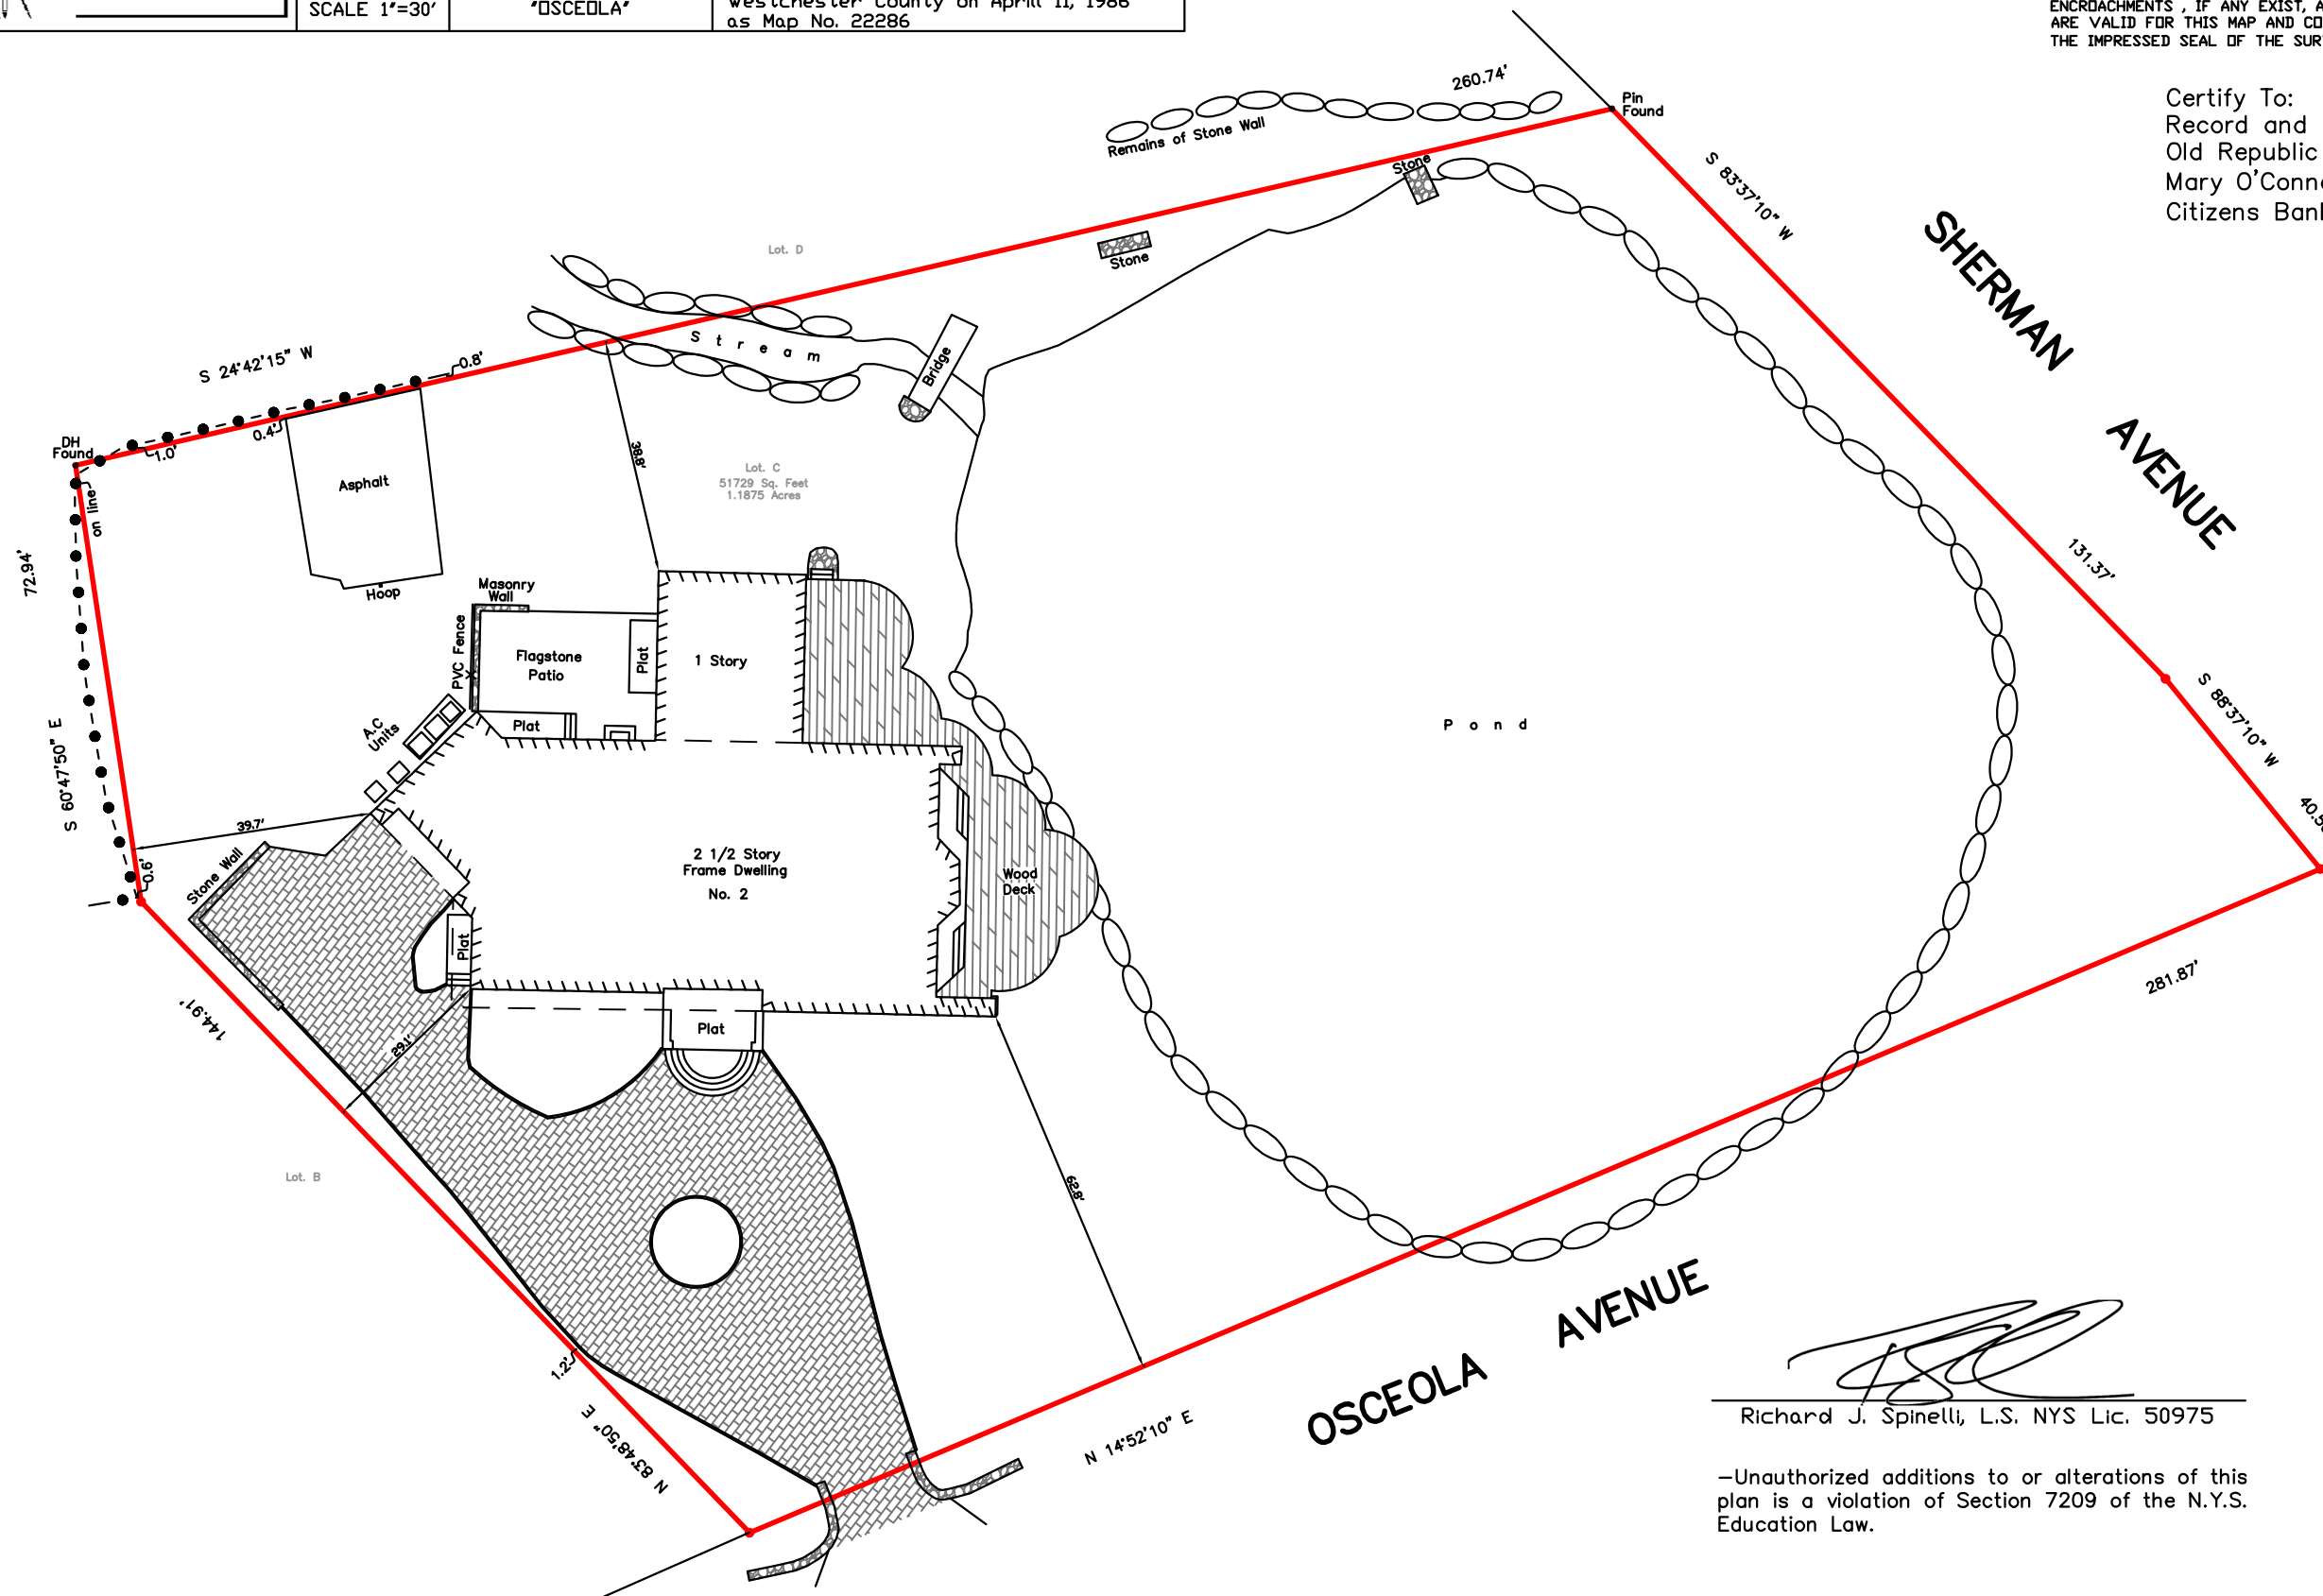 SCALE 1"=30'
"OSCEOLA"
Westchester County on Aprill 11, 1986
as Map No. 22286
ENCROACHMENTS , IF ANY EXIST, A
ARE VALID FOR THIS MAP AND CO
THE IMPRESSED SEAL OF THE SUR
Certify To:
Record and
Old Republic
Mary O'Conn
Citizens Ban
260.74'
Pin
Found
Remains of Stone Wall
Stone
S 83°37'10" W
SHERMAN
AVENUE
Lot. D
Stone
Stream
Bridge
S 24°42'15" W
0.8'
0.4'
1.0'
DH
Found
on line
Asphalt
Hoop
38.8'
Lot. C
51729 Sq. Feet
1.1875 Acres
72.94'
131.37'
Masonry
Wall
PVC Fence
Flagstone
Patio
Plat
1 Story
Plat
A.C
Units
S 60°47'50" E
Pond
S 88°37'10" W
40.5
39.7'
0.6'
Stone Wall
2 1/2 Story
Frame Dwelling
No. 2
Wood
Deck
Plat
281.87'
144.91'
29.1'
Plat
62.8'
Lot. B
1.2'
N 83°48'50" E
N 14°52'10" E
OSCEOLA
AVENUE
Richard J. Spinelli, L.S. NYS Lic. 50975
-Unauthorized additions to or alterations of this
plan is a violation of Section 7209 of the N.Y.S.
Education Law.